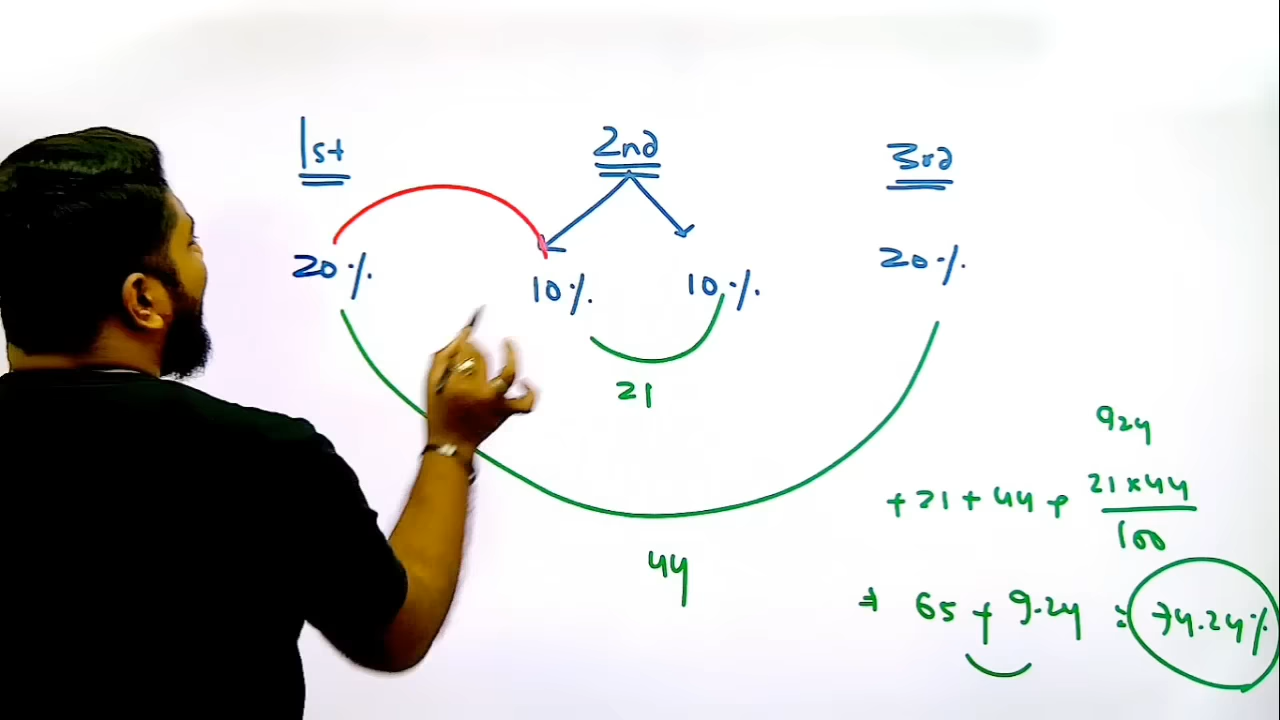 1st 2nd 3rd
20% 10% 10% 20%
21
44
924
+ 21 + 44 + 21 x 44
100
⇒ 65 + 9.24 = 74.24%